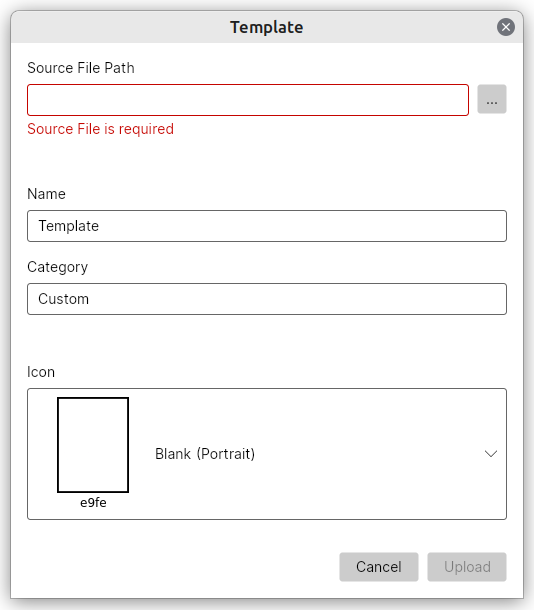 Template
Source File Path
...
Source File is required
Name
Template
Category
Custom
Icon
Blank (Portrait)
e9fe
Cancel Upload